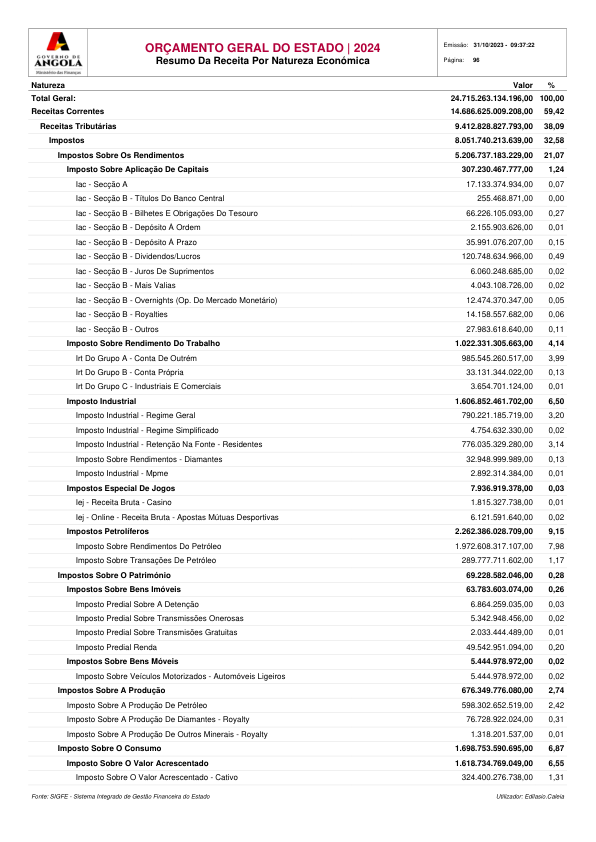 GOVERNO DE
ANGOLA
Ministério das Finanças
ORÇAMENTO GERAL DO ESTADO | 2024
Resumo Da Receita Por Natureza Económica
Emissão: 31/10/2023 - 09:37:22
Página: 96
Natureza Valor %
Total Geral: 24.715.263.134.196,00 100,00
Receitas Correntes 14.686.625.009.208,00 59,42
Receitas Tributárias 9.412.828.827.793,00 38,09
Impostos 8.051.740.213.639,00 32,58
Impostos Sobre Os Rendimentos 5.206.737.183.229,00 21,07
Imposto Sobre Aplicação De Capitais 307.230.467.777,00 1,24
Iac - Secção A 17.133.374.934,00 0,07
Iac - Secção B - Títulos Do Banco Central 255.468.871,00 0,00
Iac - Secção B - Bilhetes E Obrigações Do Tesouro 66.226.105.093,00 0,27
Iac - Secção B - Depósito À Ordem 2.155.903.626,00 0,01
Iac - Secção B - Depósito À Prazo 35.991.076.207,00 0,15
Iac - Secção B - Dividendos/Lucros 120.748.634.966,00 0,49
Iac - Secção B - Juros De Suprimentos 6.060.248.685,00 0,02
Iac - Secção B - Mais Valias 4.043.108.726,00 0,02
Iac - Secção B - Overnights (Op. Do Mercado Monetário) 12.474.370.347,00 0,05
Iac - Secção B - Royalties 14.158.557.682,00 0,06
Iac - Secção B - Outros 27.983.618.640,00 0,11
Imposto Sobre Rendimento Do Trabalho 1.022.331.305.663,00 4,14
Irt Do Grupo A - Conta De Outrém 985.545.260.517,00 3,99
Irt Do Grupo B - Conta Própria 33.131.344.022,00 0,13
Irt Do Grupo C - Industriais E Comerciais 3.654.701.124,00 0,01
Imposto Industrial 1.606.852.461.702,00 6,50
Imposto Industrial - Regime Geral 790.221.185.719,00 3,20
Imposto Industrial - Regime Simplificado 4.754.632.330,00 0,02
Imposto Industrial - Retenção Na Fonte - Residentes 776.035.329.280,00 3,14
Imposto Sobre Rendimentos - Diamantes 32.948.999.989,00 0,13
Imposto Industrial - Mpme 2.892.314.384,00 0,01
Impostos Especial De Jogos 7.936.919.378,00 0,03
Iej - Receita Bruta - Casino 1.815.327.738,00 0,01
Iej - Online - Receita Bruta - Apostas Mútuas Desportivas 6.121.591.640,00 0,02
Impostos Petrolíferos 2.262.386.028.709,00 9,15
Imposto Sobre Rendimentos Do Petróleo 1.972.608.317.107,00 7,98
Imposto Sobre Transações De Petróleo 289.777.711.602,00 1,17
Impostos Sobre O Património 69.228.582.046,00 0,28
Impostos Sobre Bens Imóveis 63.783.603.074,00 0,26
Imposto Predial Sobre A Detenção 6.864.259.035,00 0,03
Imposto Predial Sobre Transmissões Onerosas 5.342.948.456,00 0,02
Imposto Predial Sobre Transmisões Gratuitas 2.033.444.489,00 0,01
Imposto Predial Renda 49.542.951.094,00 0,20
Impostos Sobre Bens Móveis 5.444.978.972,00 0,02
Imposto Sobre Veículos Motorizados - Automóveis Ligeiros 5.444.978.972,00 0,02
Impostos Sobre A Produção 676.349.776.080,00 2,74
Imposto Sobre A Produção De Petróleo 598.302.652.519,00 2,42
Imposto Sobre A Produção De Diamantes - Royalty 76.728.922.024,00 0,31
Imposto Sobre A Produção De Outros Minerais - Royalty 1.318.201.537,00 0,01
Imposto Sobre O Consumo 1.698.753.590.695,00 6,87
Imposto Sobre O Valor Acrescentado 1.618.734.769.049,00 6,55
Imposto Sobre O Valor Acrescentado - Cativo 324.400.276.738,00 1,31
Fonte: SIGFE - Sistema Integrado de Gestão Financeira do Estado Utilizador: Edilasio.Caleia